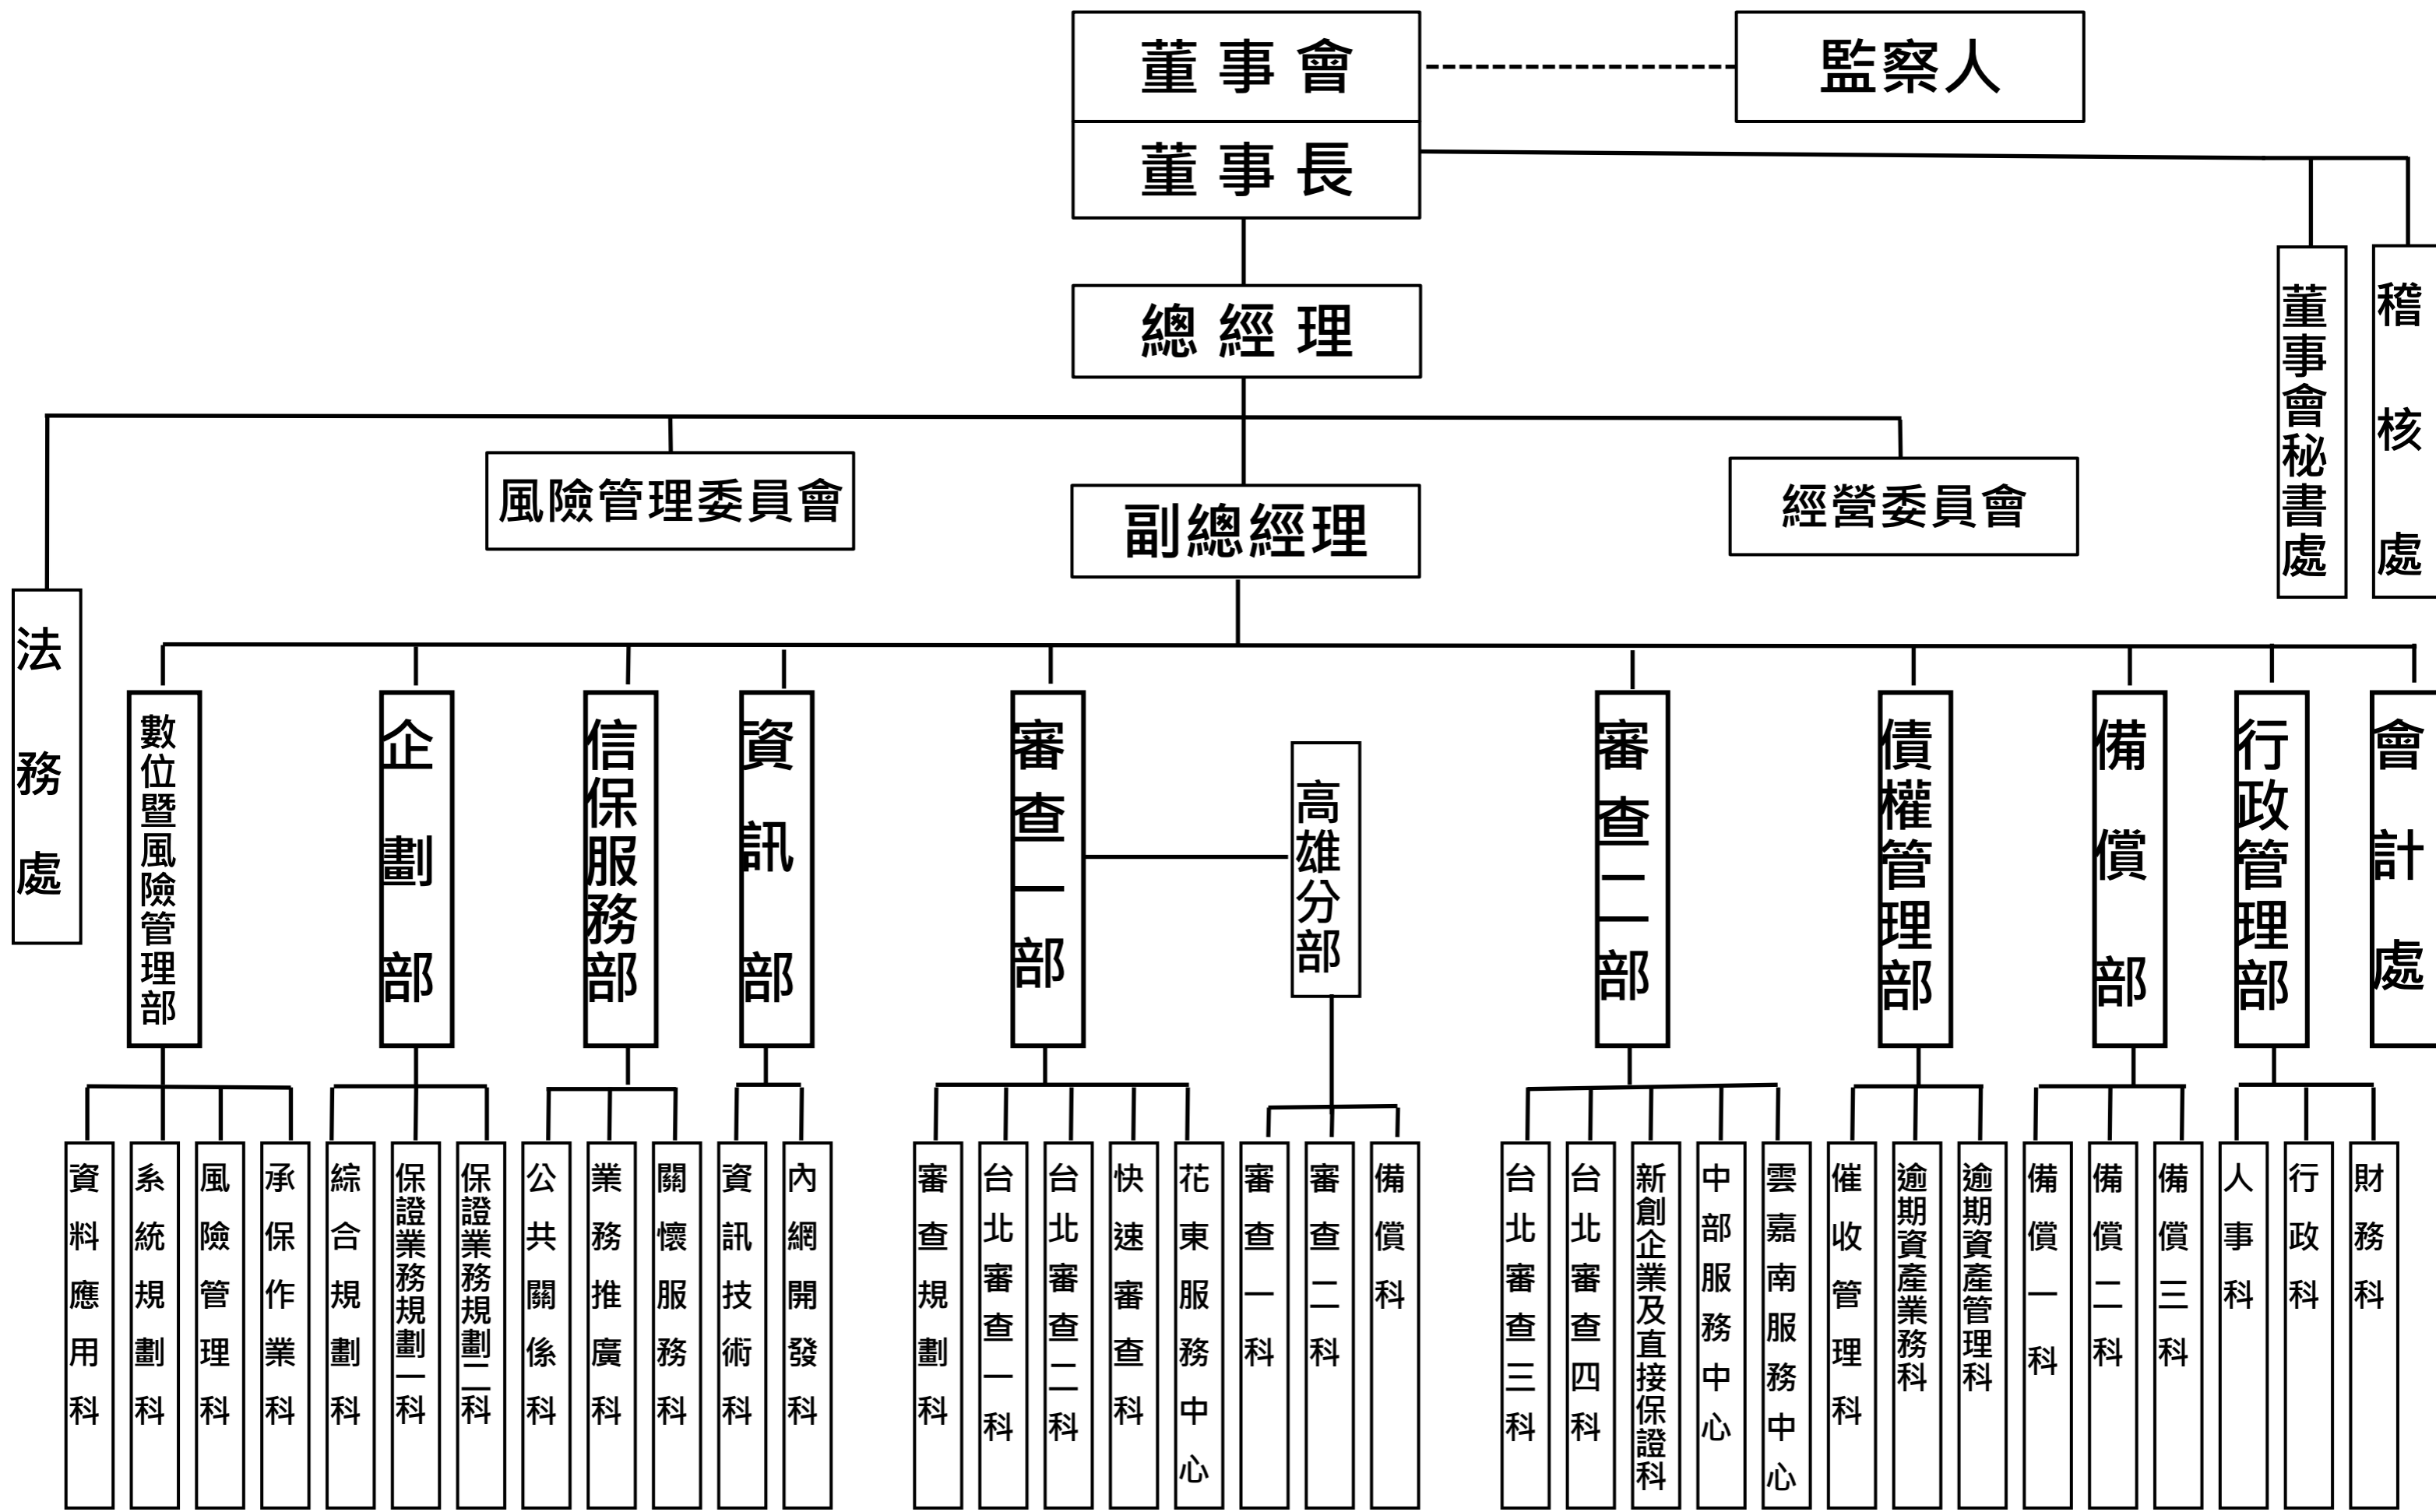 董事會
監察人
董事長
總經理
董事會秘書處
稽核處
風險管理委員會
副總經理
經營委員會
法務處
數位暨風險管理部
企劃部
信保服務部
資訊部
審查一部
高雄分部
審查二部
債權管理部
備償部
行政管理部
會計處
資料應用科
系統規劃科
風險管理科
承保作業科
綜合規劃科
保證業務規劃一科
保證業務規劃二科
公共關係科
業務推廣科
關懷服務科
資訊技術科
內網開發科
審查規劃科
台北審查一科
台北審查二科
快速審查科
花東服務中心
審查一科
審查二科
備償科
台北審查三科
台北審查四科
新創企業及直接保證科
中部服務中心
雲嘉南服務中心
催收管理科
逾期資產業務科
逾期資產管理科
備償一科
備償二科
備償三科
人事科
行政科
財務科